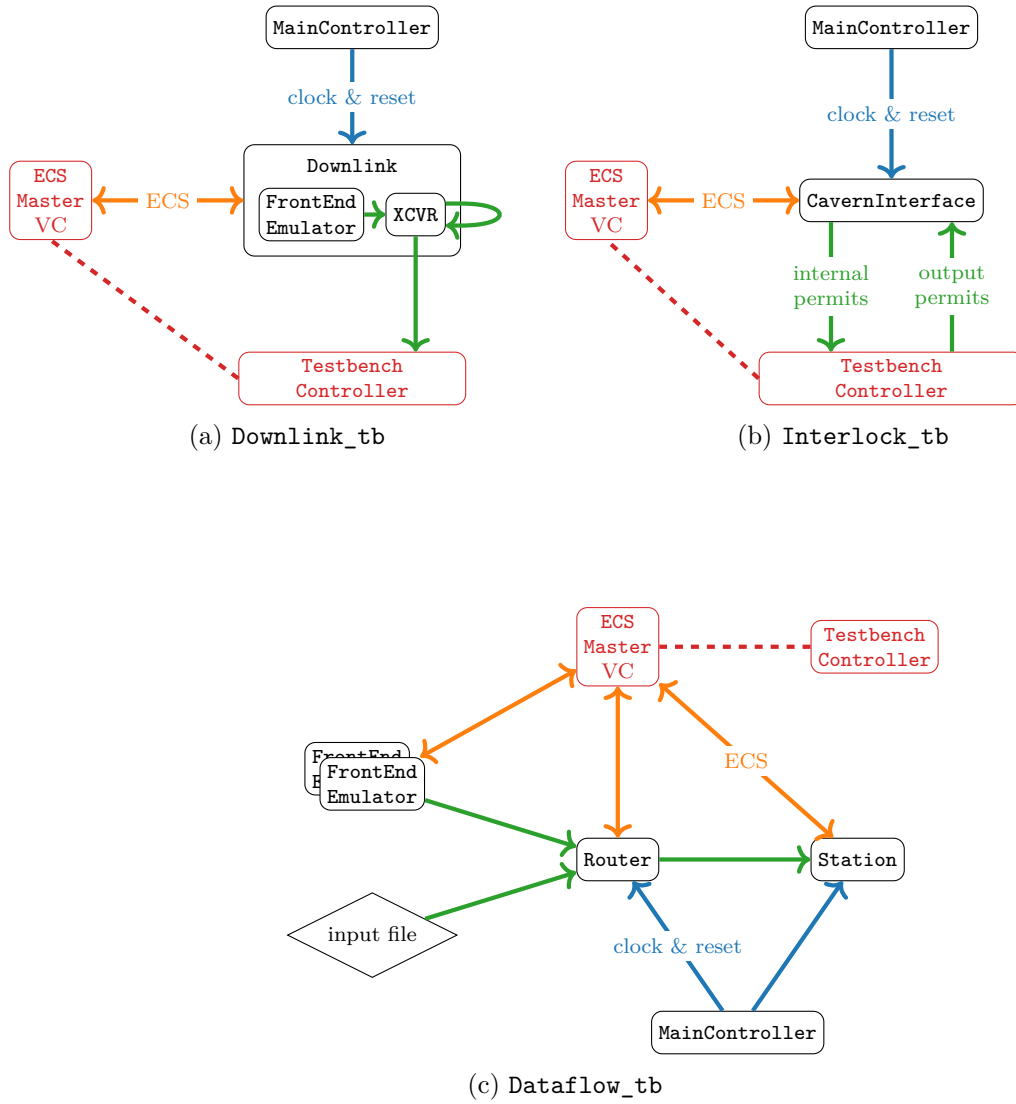 MainController
clock & reset
Downlink
ECS
Master
VC
ECS
FrontEnd
Emulator
XCVR
Testbench
Controller
(a) Downlink_tb
MainController
clock & reset
ECS
Master
VC
ECS
CavernInterface
internal
permits
output
permits
Testbench
Controller
(b) Interlock_tb
ECS
Master
VC
Testbench
Controller
ECS
FrontEnd
FrontEnd
Emulator
Router
Station
input file
clock & reset
MainController
(c) Dataflow_tb